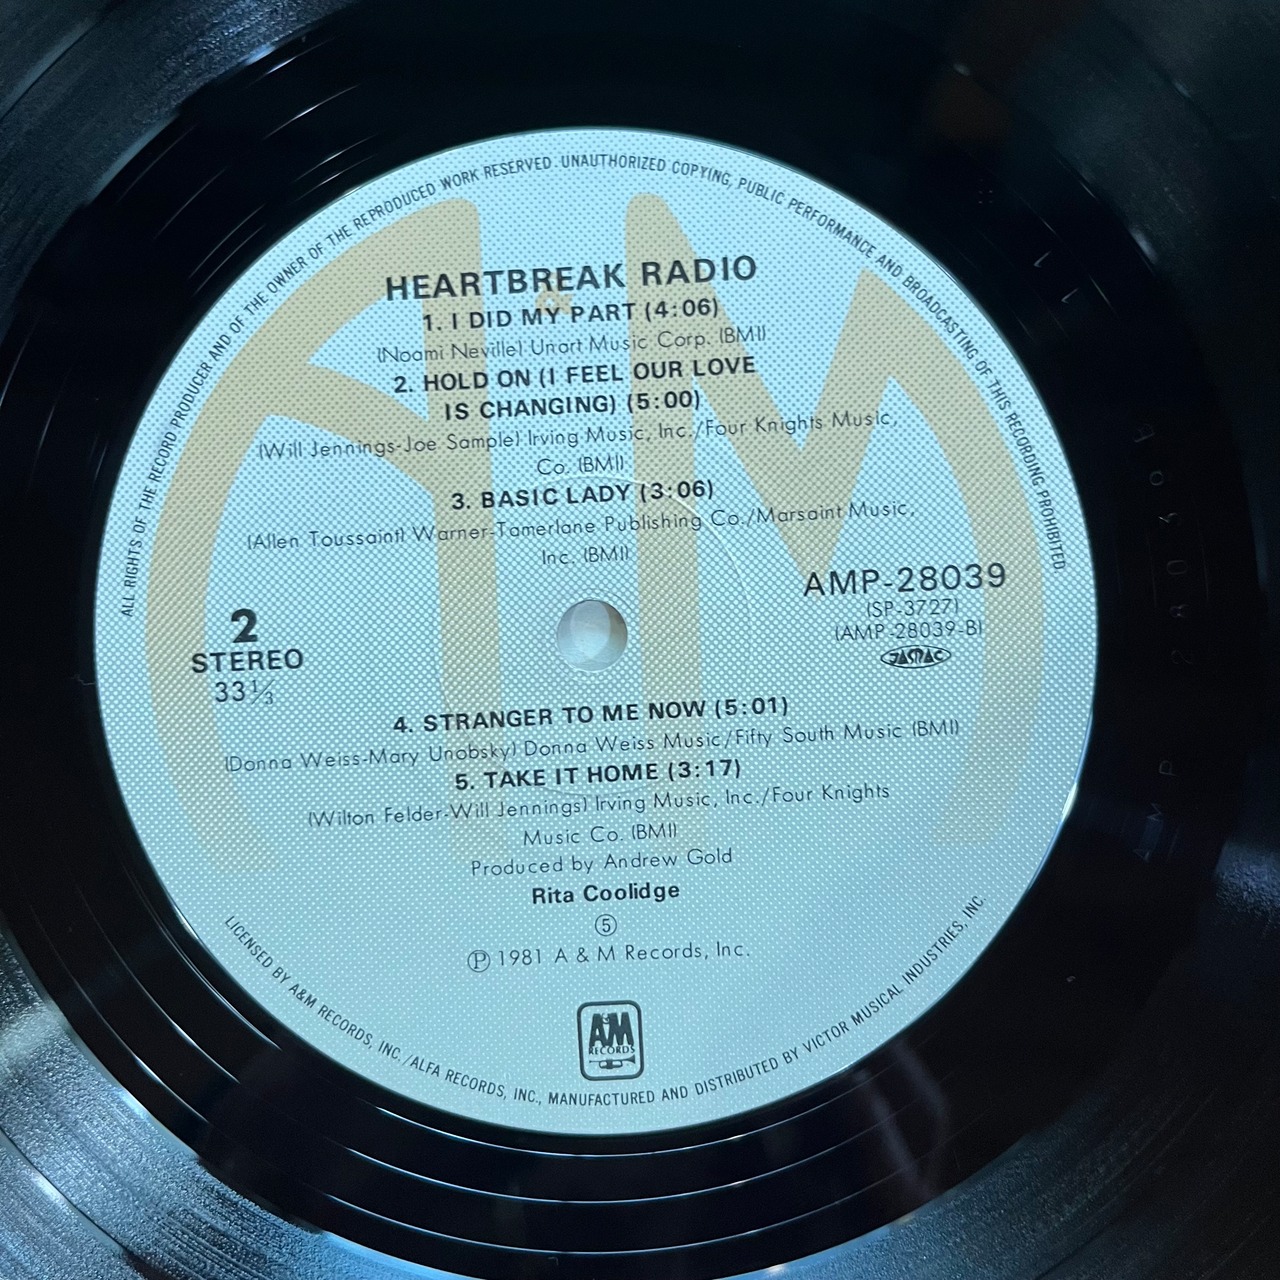 ALL RIGHTS OF THE RECORD PRODUCER AND OF THE OWNER OF THE REPRODUCED WORK RESERVED UNAUTHORIZED COPYING, PUBLIC PERFORMANCE AND BROADCASTING OF THIS RECORDING PROHIBITED
HEARTBREAK RADIO
1. I DID MY PART (4:06)
(Noami Neville) Unart Music Corp. (BMI)
2. HOLD ON (I FEEL OUR LOVE
IS CHANGING) (5:00)
(Will Jennings-Joe Sample) Irving Music, Inc./Four Knights Music,
Co. (BMI)
3. BASIC LADY (3:06)
(Allen Toussaint) Warner-Tamerlane Publishing Co./Marsaint Music,
Inc. (BMI)
2
STEREO
33 1/3
AMP-28039
(SP-3727)
(AMP-28039-B)
JASRAC
4. STRANGER TO ME NOW (5:01)
(Donna Weiss-Mary Unobsky) Donna Weiss Music/Fifty South Music (BMI)
5. TAKE IT HOME (3:17)
(Wilton Felder-Will Jennings) Irving Music, Inc./Four Knights
Music Co. (BMI)
Produced by Andrew Gold
Rita Coolidge
⑤
Ⓟ 1981 A & M Records, Inc.
A&M
RECORDS
LICENSED BY A&M RECORDS, INC./ALFA RECORDS, INC., MANUFACTURED AND DISTRIBUTED BY VICTOR MUSICAL INDUSTRIES, INC.